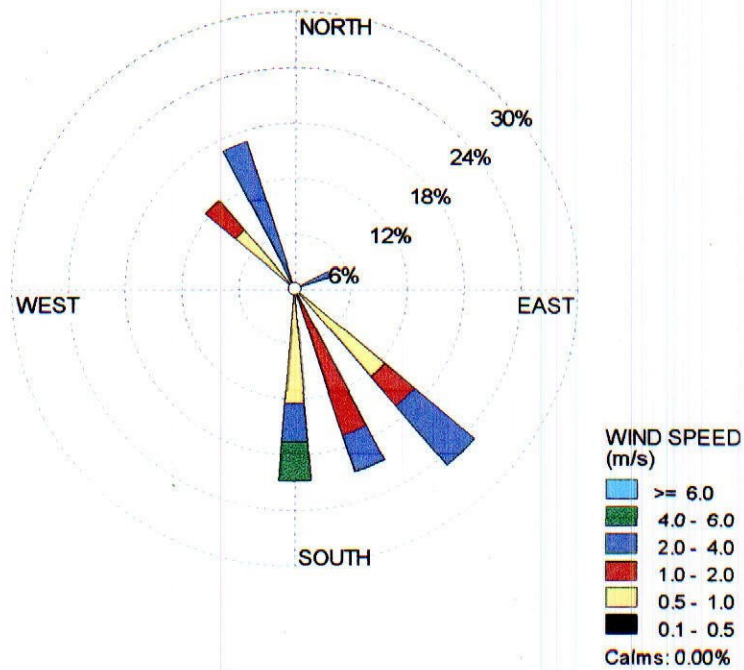 NORTH
30%
24%
18%
12%
6%
WEST
EAST
SOUTH
WIND SPEED
(m/s)
>= 6.0
4.0 - 6.0
2.0 - 4.0
1.0 - 2.0
0.5 - 1.0
0.1 - 0.5
Calms: 0.00%